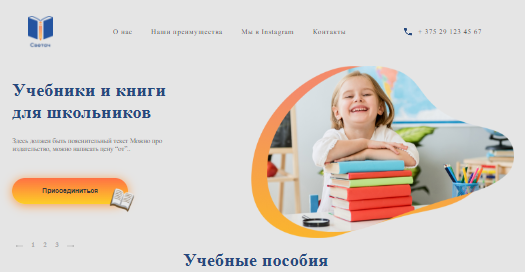 Светоч
О нас
Наши преимущества
Мы в Instagram
Контакты
+ 375 29 123 45 67
Учебники и книги
для школьников
Здесь должен быть пояснительный текст Можно про
издательство, можно написать цену "от"...
Присоединиться
← 1 2 3 →
Учебные пособия